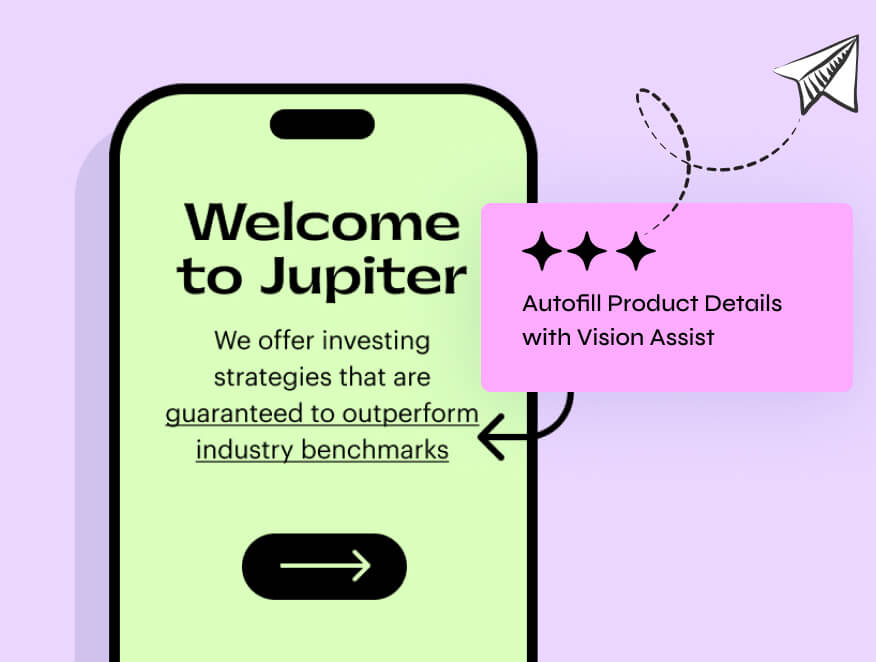 Welcome
to Jupiter
We offer investing
strategies that are
guaranteed to outperform
industry benchmarks
Autofill Product Details
with Vision Assist